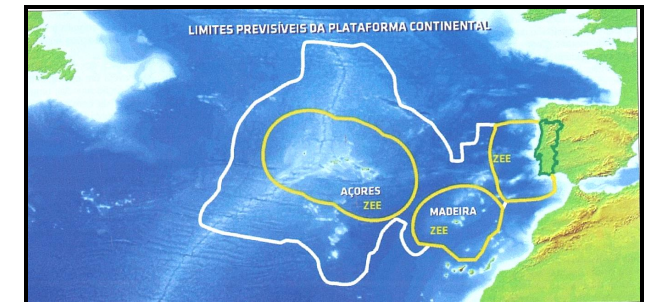 LIMITES PREVISÍVEIS DA PLATAFORMA CONTINENTAL
ZEE
AÇORES
ZEE
MADEIRA
ZEE